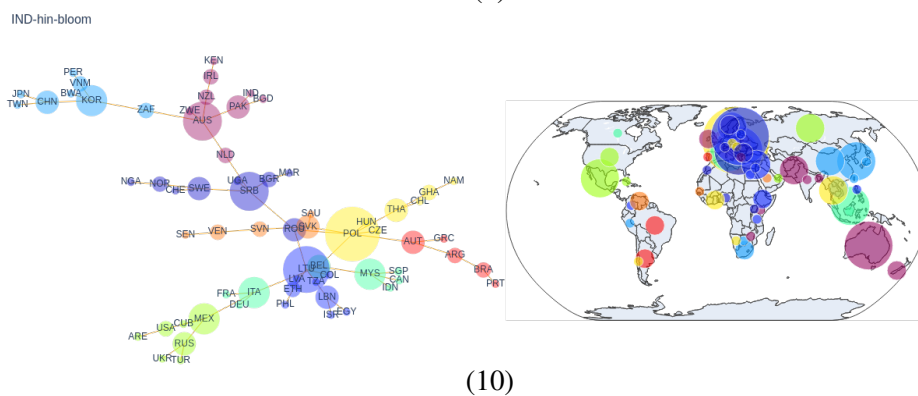 IND-hin-bloom
KEN
IRL
PER
VNM
JPN
BWA
NZL
IND
TWN
CHN
KOR
ZAF
ZWE
PAK
BGD
AUS
NLD
MAR
NGA
NOR
UGA
BGR
CHE
SWE
SRB
NAM
GHA
SAU
THA
CHL
HUN
SEN
VEN
SVN
ROU
SVK
CZE
POL
AUT
GRC
LTU
BEL
ARG
LVA
COL
MYS
SGP
TZA
CAN
BRA
FRA
ITA
ETH
IDN
PRT
DEU
PHL
LBN
EGY
ISR
MEX
CUB
USA
ARE
RUS
UKR
TUR
(10)